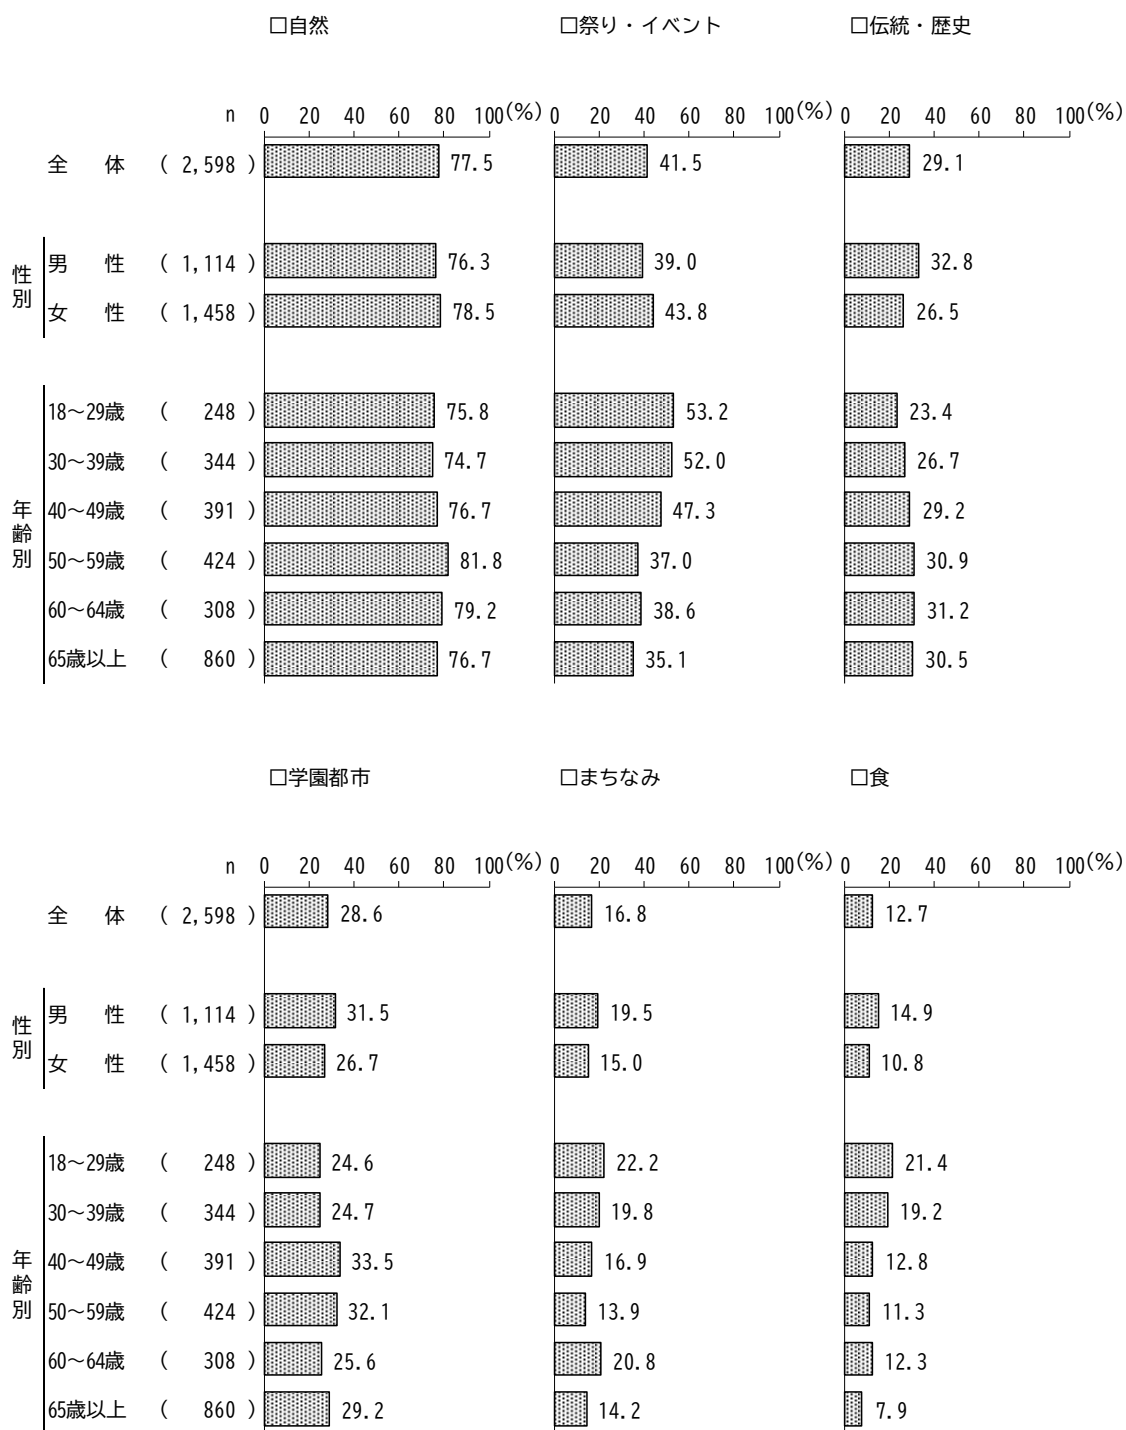 □自然 □祭り・イベント □伝統・歴史
n 0 20 40 60 80 100(%) 0 20 40 60 80 100(%) 0 20 40 60 80 100(%)
全 体 ( 2,598 ) 77.5 41.5 29.1
性別
男 性 ( 1,114 ) 76.3 39.0 32.8
女 性 ( 1,458 ) 78.5 43.8 26.5
年齢別
18～29歳 ( 248 ) 75.8 53.2 23.4
30～39歳 ( 344 ) 74.7 52.0 26.7
40～49歳 ( 391 ) 76.7 47.3 29.2
50～59歳 ( 424 ) 81.8 37.0 30.9
60～64歳 ( 308 ) 79.2 38.6 31.2
65歳以上 ( 860 ) 76.7 35.1 30.5
□学園都市 □まちなみ □食
n 0 20 40 60 80 100(%) 0 20 40 60 80 100(%) 0 20 40 60 80 100(%)
全 体 ( 2,598 ) 28.6 16.8 12.7
性別
男 性 ( 1,114 ) 31.5 19.5 14.9
女 性 ( 1,458 ) 26.7 15.0 10.8
年齢別
18～29歳 ( 248 ) 24.6 22.2 21.4
30～39歳 ( 344 ) 24.7 19.8 19.2
40～49歳 ( 391 ) 33.5 16.9 12.8
50～59歳 ( 424 ) 32.1 13.9 11.3
60～64歳 ( 308 ) 25.6 20.8 12.3
65歳以上 ( 860 ) 29.2 14.2 7.9